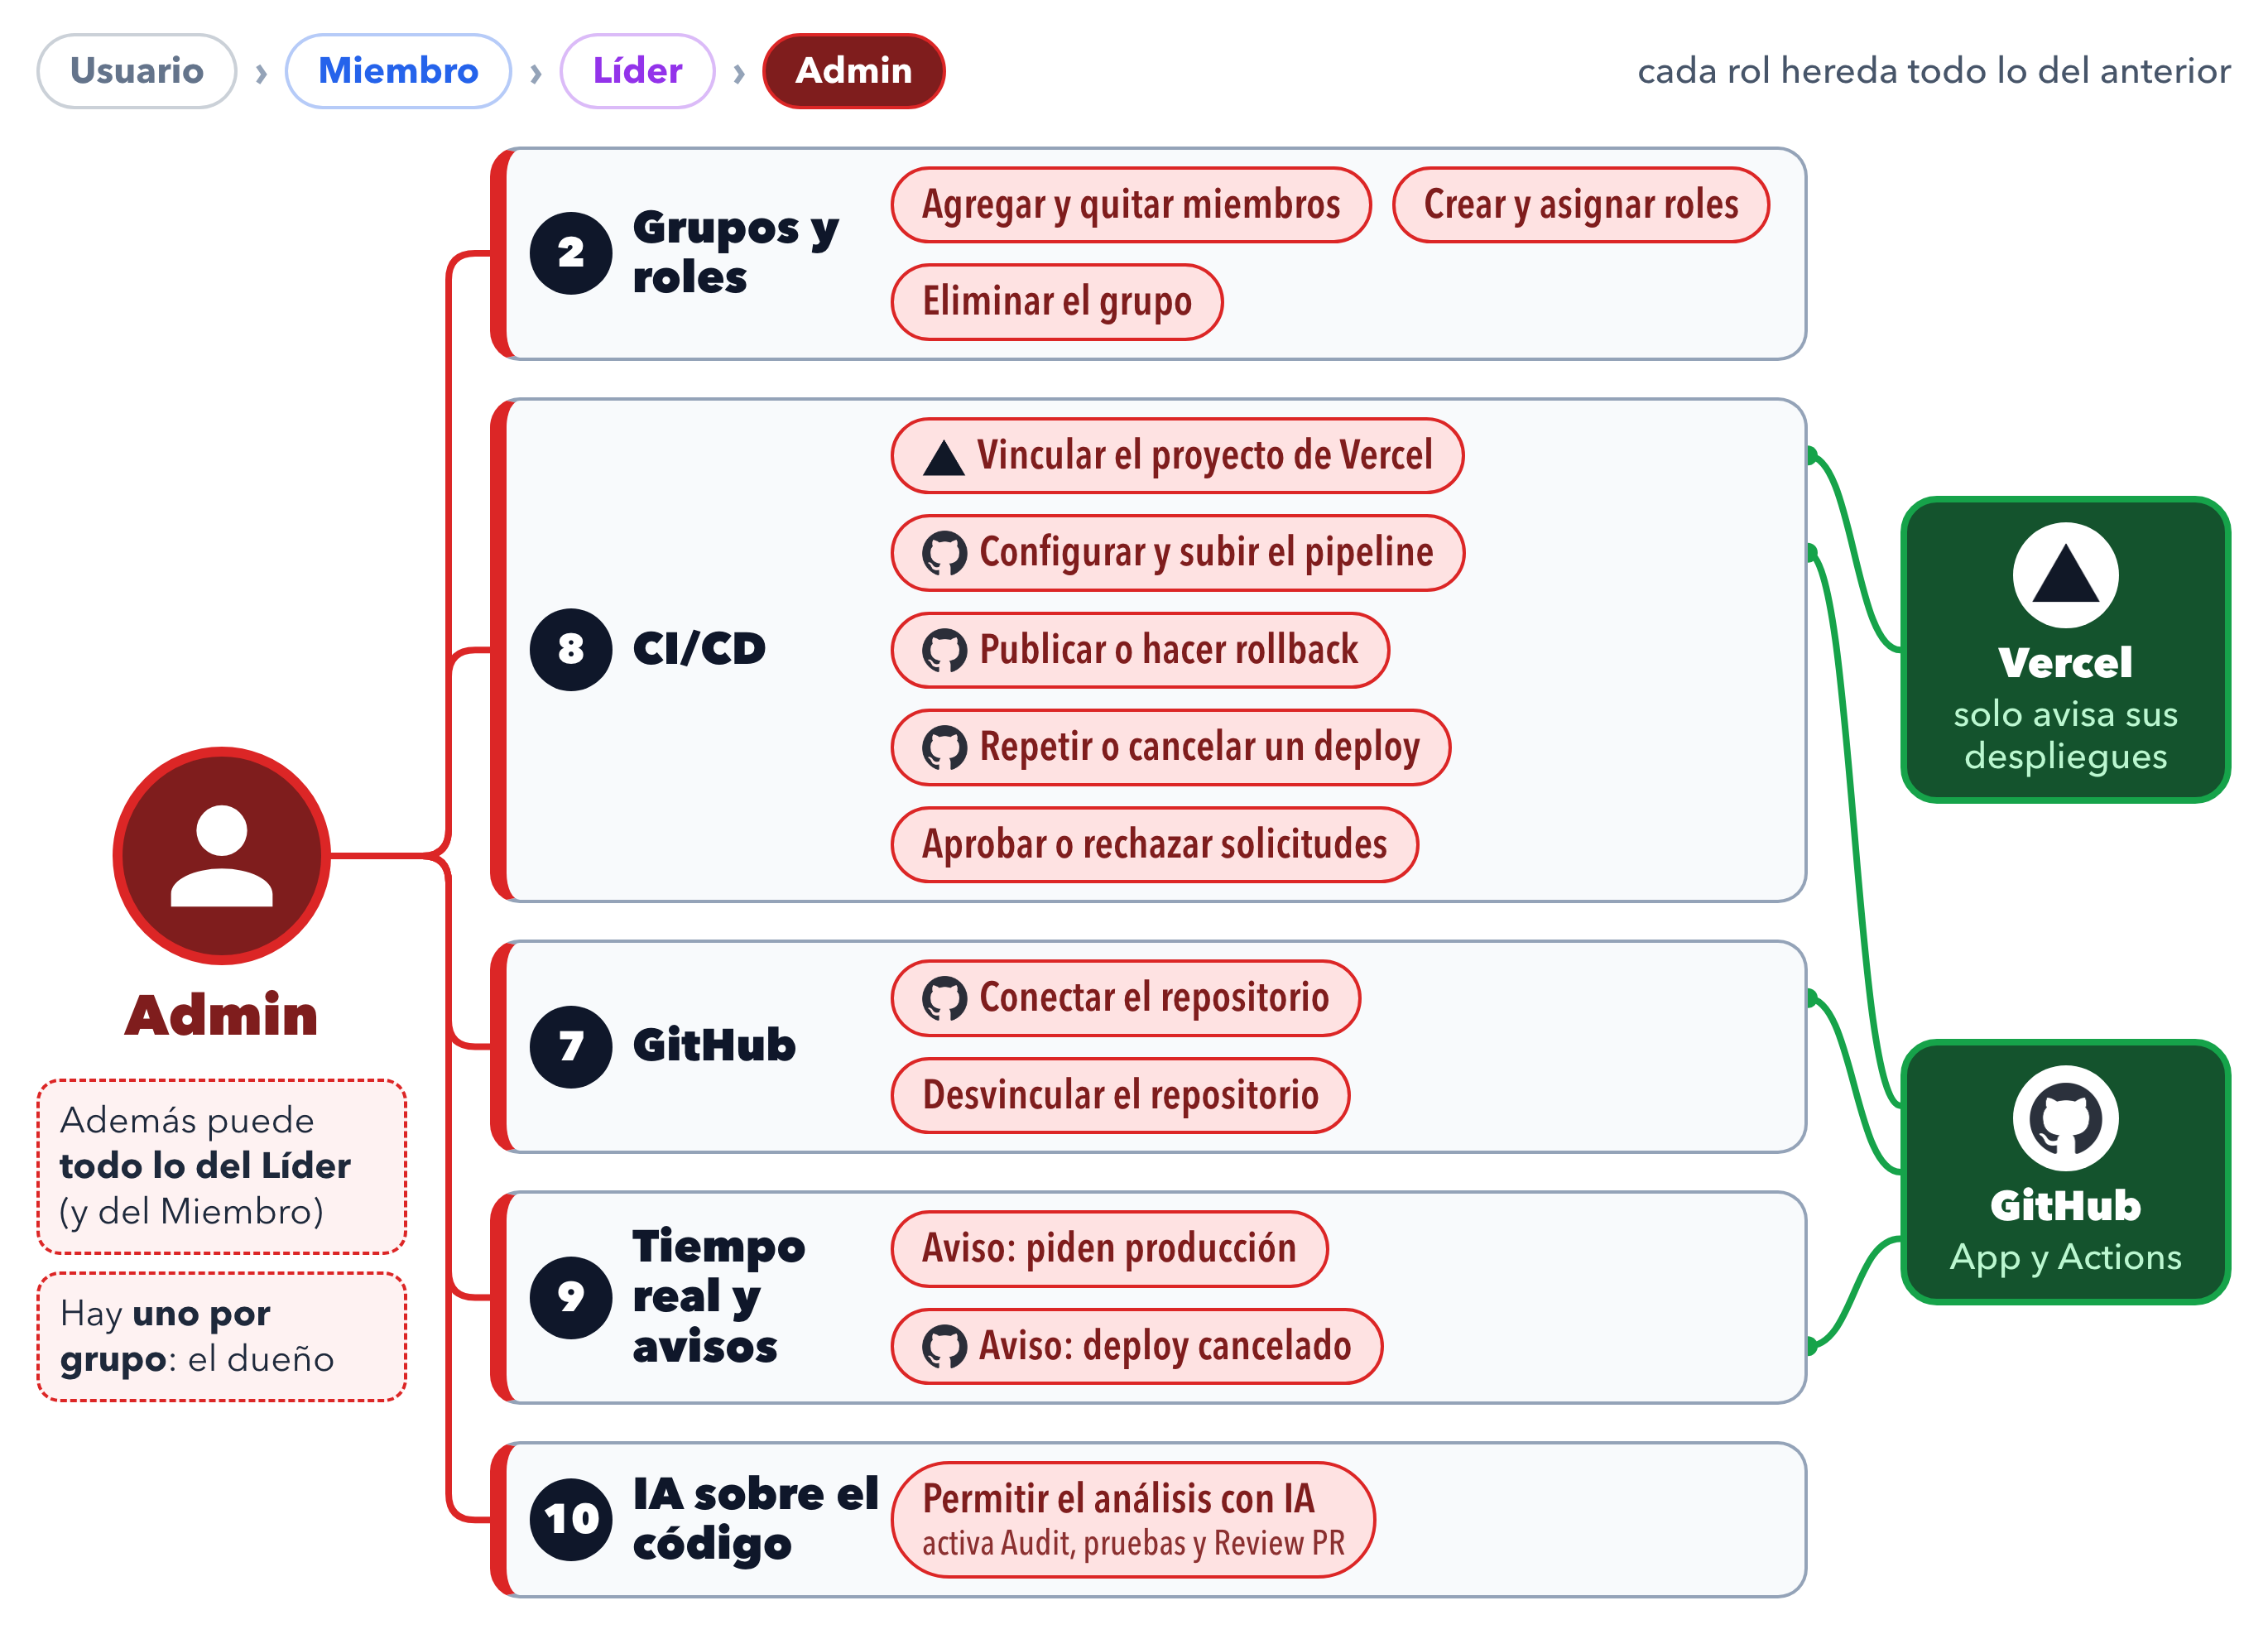 Usuario › Miembro › Líder › Admin
cada rol hereda todo lo del anterior
2
Grupos y
roles
Agregar y quitar miembros
Crear y asignar roles
Eliminar el grupo
8
CI/CD
Vincular el proyecto de Vercel
Configurar y subir el pipeline
Publicar o hacer rollback
Repetir o cancelar un deploy
Aprobar o rechazar solicitudes
7
GitHub
Conectar el repositorio
Desvincular el repositorio
9
Tiempo
real y
avisos
Aviso: piden producción
Aviso: deploy cancelado
10
IA sobre el
código
Permitir el análisis con IA
activa Audit, pruebas y Review PR
Admin
Además puede
todo lo del Líder
(y del Miembro)
Hay uno por
grupo: el dueño
Vercel
solo avisa sus
despliegues
GitHub
App y Actions